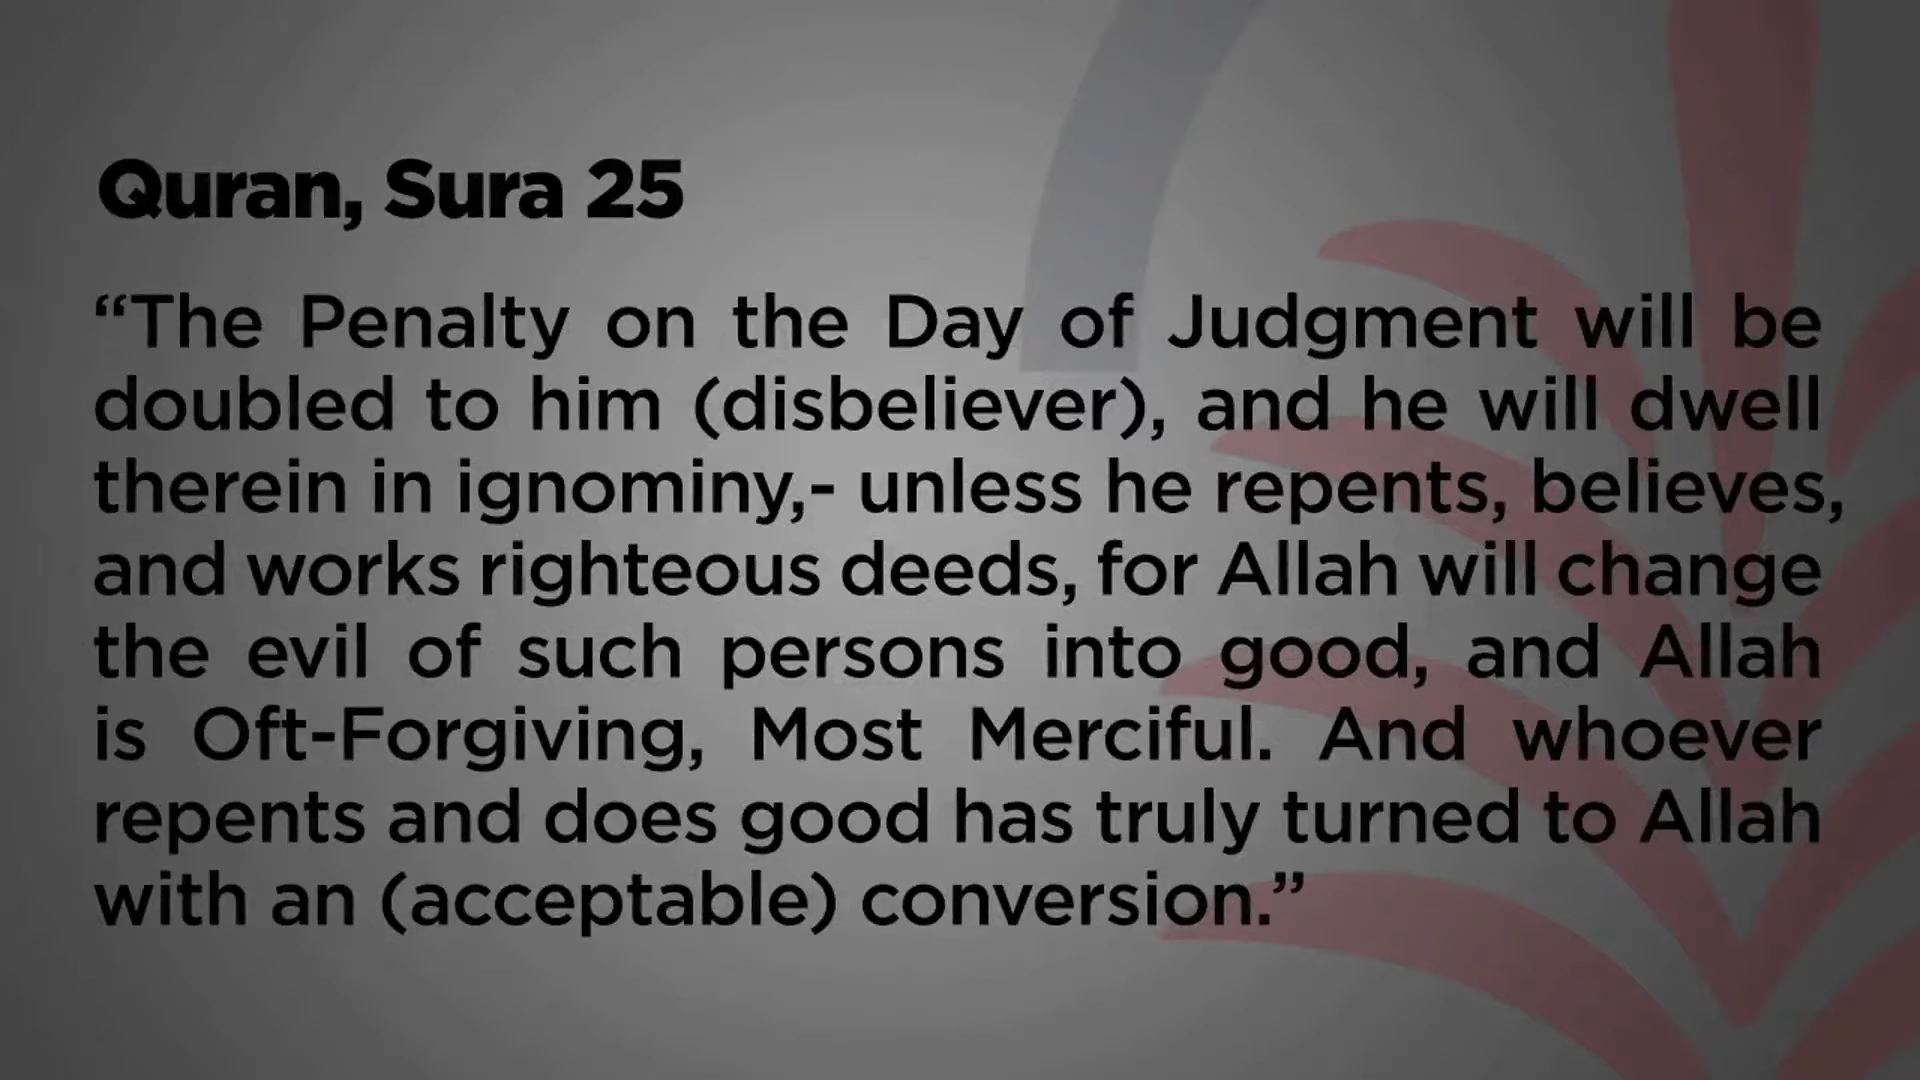 Quran, Sura 25
“The Penalty on the Day of Judgment will be
doubled to him (disbeliever), and he will dwell
therein in ignominy,- unless he repents, believes,
and works righteous deeds, for Allah will change
the evil of such persons into good, and Allah
is Oft-Forgiving, Most Merciful. And whoever
repents and does good has truly turned to Allah
with an (acceptable) conversion.”